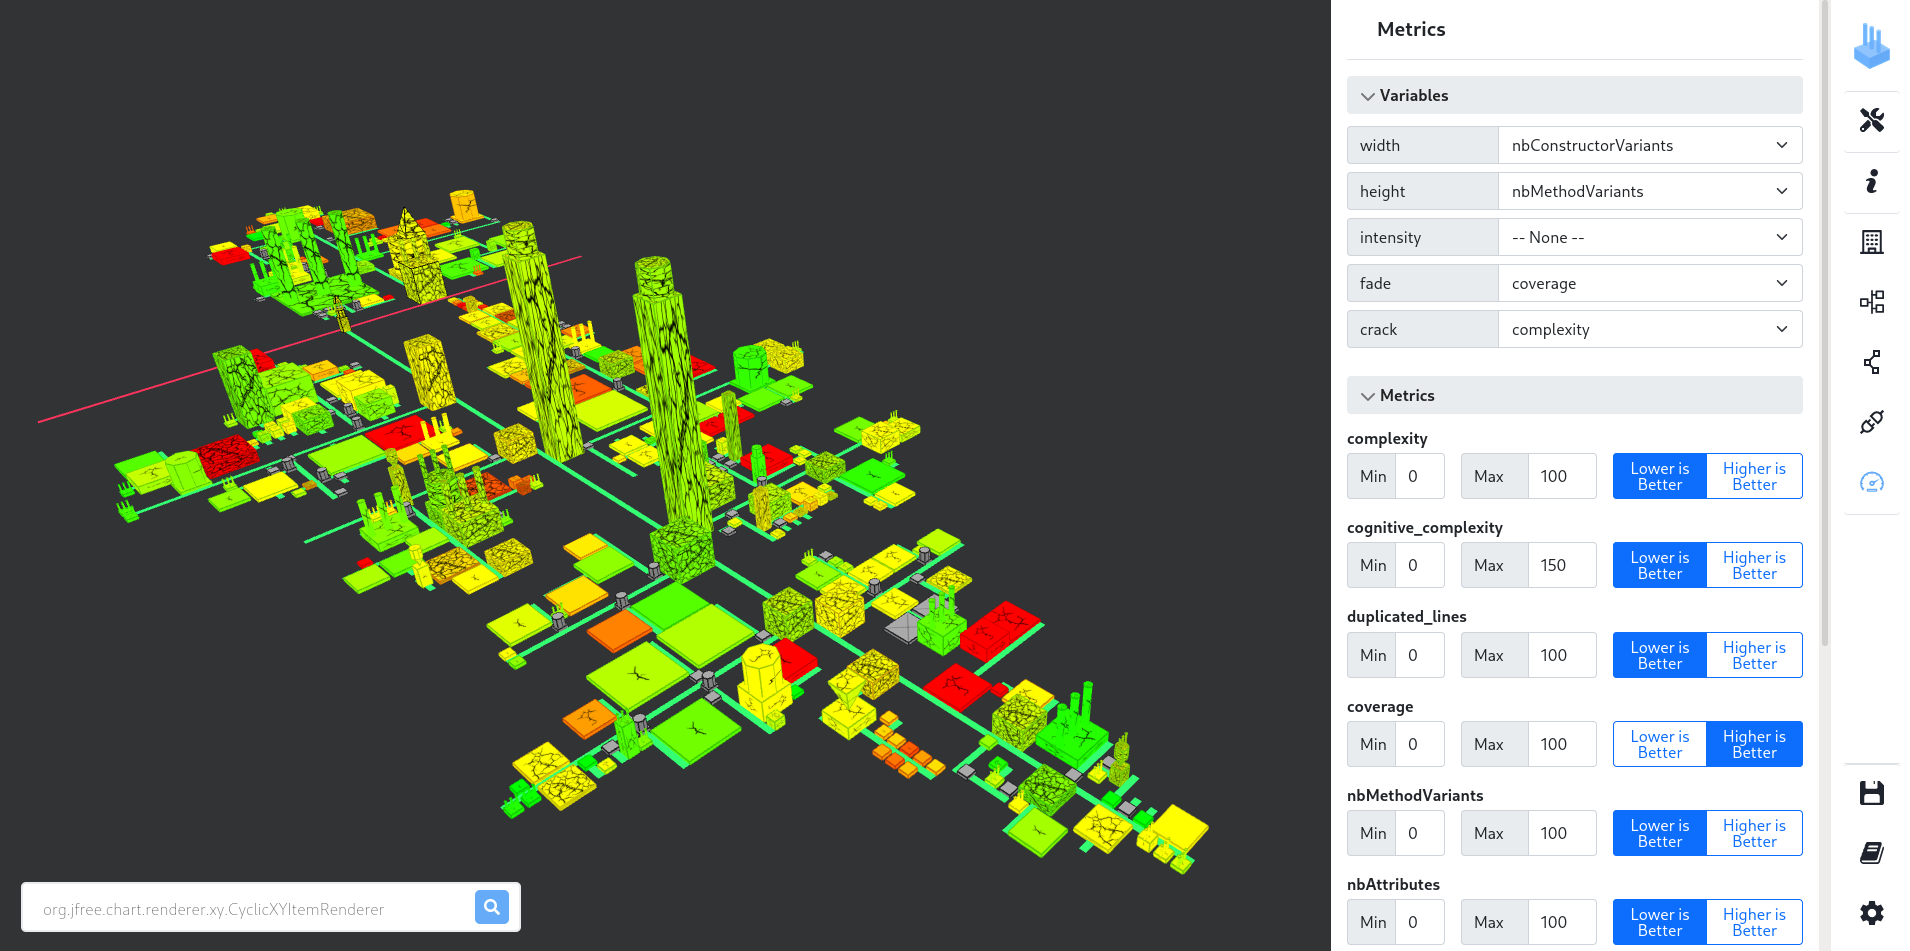 Metrics
Variables
width
nbConstructorVariants
height
nbMethodVariants
intensity
-- None --
fade
coverage
crack
complexity
Metrics
complexity
Min 0 Max 100 Lower is Better Higher is Better
cognitive_complexity
Min 0 Max 150 Lower is Better Higher is Better
duplicated_lines
Min 0 Max 100 Lower is Better Higher is Better
coverage
Min 0 Max 100 Lower is Better Higher is Better
nbMethodVariants
Min 0 Max 100 Lower is Better Higher is Better
nbAttributes
Min 0 Max 100 Lower is Better Higher is Better
org.jfree.chart.renderer.xy.CyclicXYItemRenderer